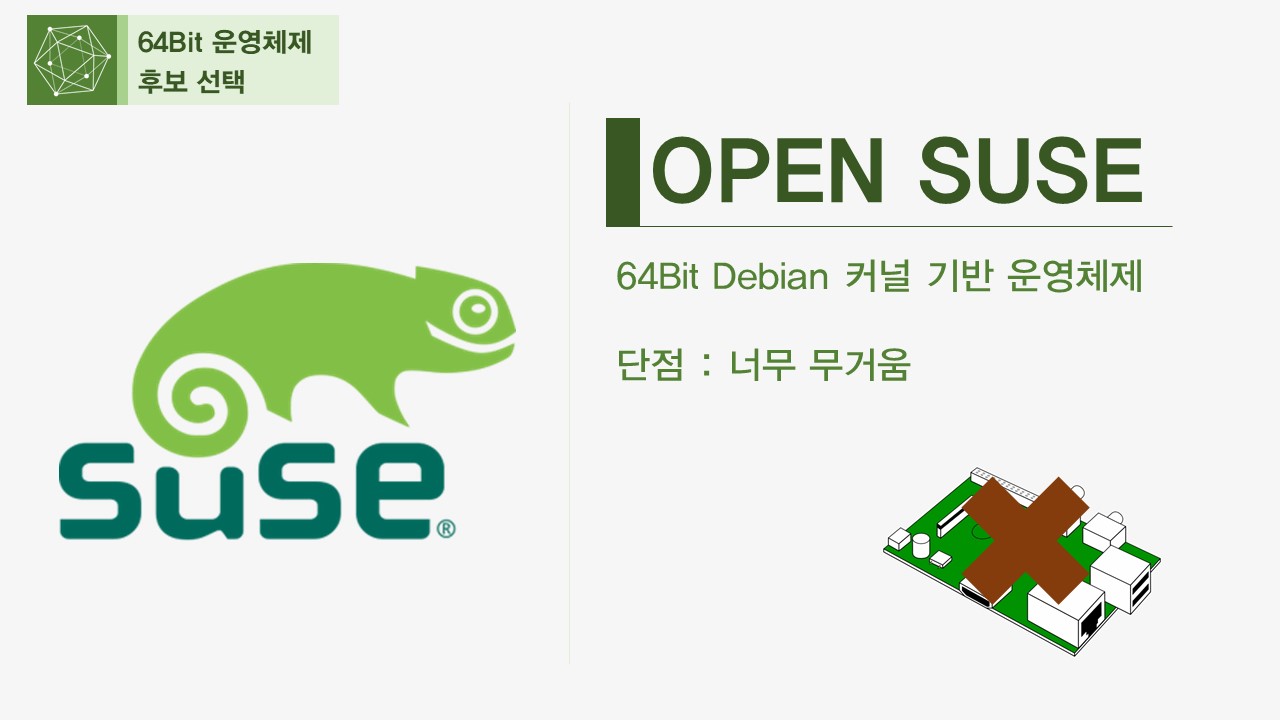 64Bit 운영체제
후보 선택
OPEN SUSE
64Bit Debian 커널 기반 운영체제
단점 : 너무 무거움
suse®